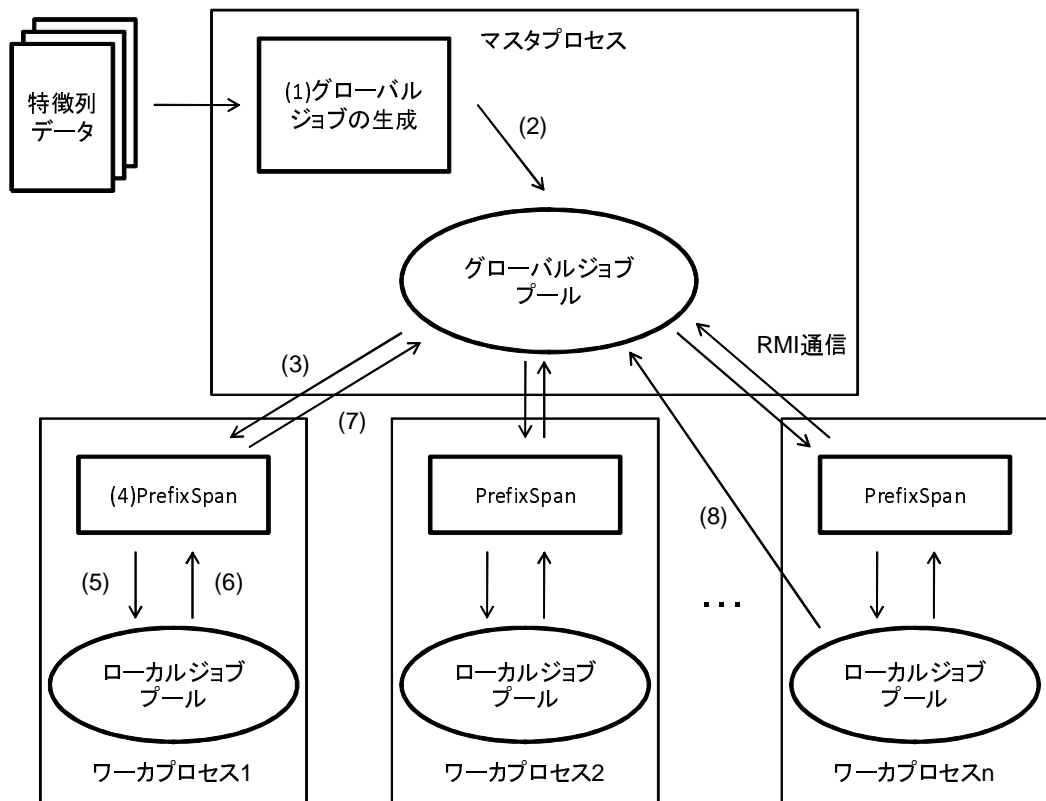 マスタプロセス
特徴列
データ
(1)グローバル
ジョブの生成
(2)
グローバルジョブ
プール
RMI通信
(3)
(7)
(4)PrefixSpan
PrefixSpan
PrefixSpan
(8)
(5)
(6)
…
ローカルジョブ
プール
ローカルジョブ
プール
ローカルジョブ
プール
ワーカプロセス1
ワーカプロセス2
ワーカプロセスn